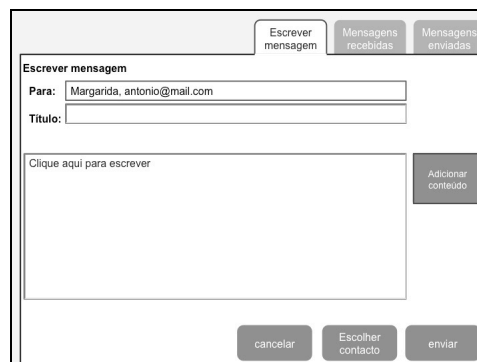 Escrever
mensagem
Mensagens
recebidas
Mensagens
enviadas
Escrever mensagem
Para: Margarida, antonio@mail.com
Título:
Clique aqui para escrever
Adicionar
conteúdo
cancelar
Escolher
contacto
enviar